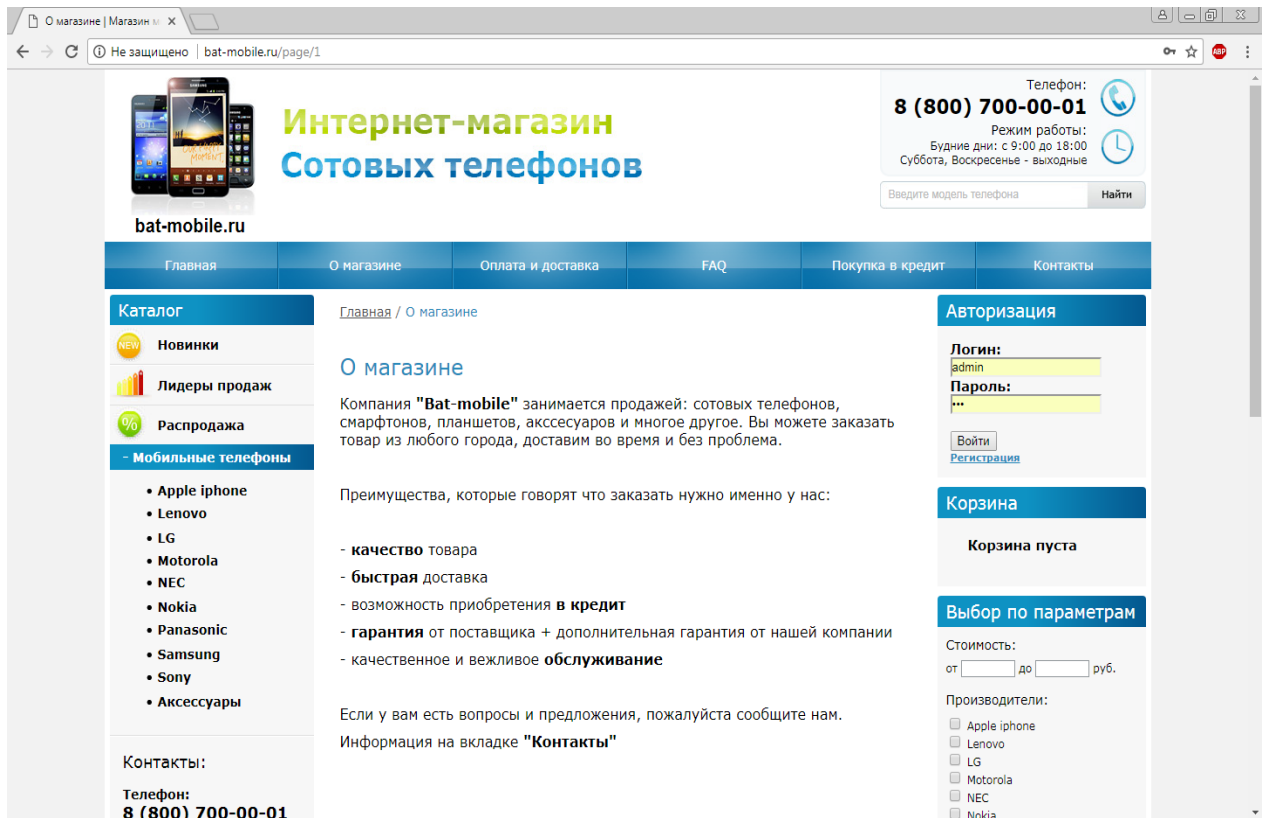 О магазине | Магазин м
Не защищено | bat-mobile.ru/page/1
ABP
Интернет-магазин
Сотовых телефонов
bat-mobile.ru
Телефон:
8 (800) 700-00-01
Режим работы:
Будние дни: с 9:00 до 18:00
Суббота, Воскресенье - выходные
Введите модель телефона
Найти
Главная
О магазине
Оплата и доставка
FAQ
Покупка в кредит
Контакты
Каталог
NEW
Новинки
Лидеры продаж
%
Распродажа
- Мобильные телефоны
• Apple iphone
• Lenovo
• LG
• Motorola
• NEC
• Nokia
• Panasonic
• Samsung
• Sony
• Аксессуары
Контакты:
Телефон:
8 (800) 700-00-01
Главная / О магазине
О магазине
Компания "Bat-mobile" занимается продажей: сотовых телефонов,
смарфтонов, планшетов, акссесуаров и многое другое. Вы можете заказать
товар из любого города, доставим во время и без проблема.
Преимущества, которые говорят что заказать нужно именно у нас:
- качество товара
- быстрая доставка
- возможность приобретения в кредит
- гарантия от поставщика + дополнительная гарантия от нашей компании
- качественное и вежливое обслуживание
Если у вам есть вопросы и предложения, пожалуйста сообщите нам.
Информация на вкладке "Контакты"
Авторизация
Логин:
admin
Пароль:
•••
Войти
Регистрация
Корзина
Корзина пуста
Выбор по параметрам
Стоимость:
от до руб.
Производители:
Apple iphone
Lenovo
LG
Motorola
NEC
Nokia